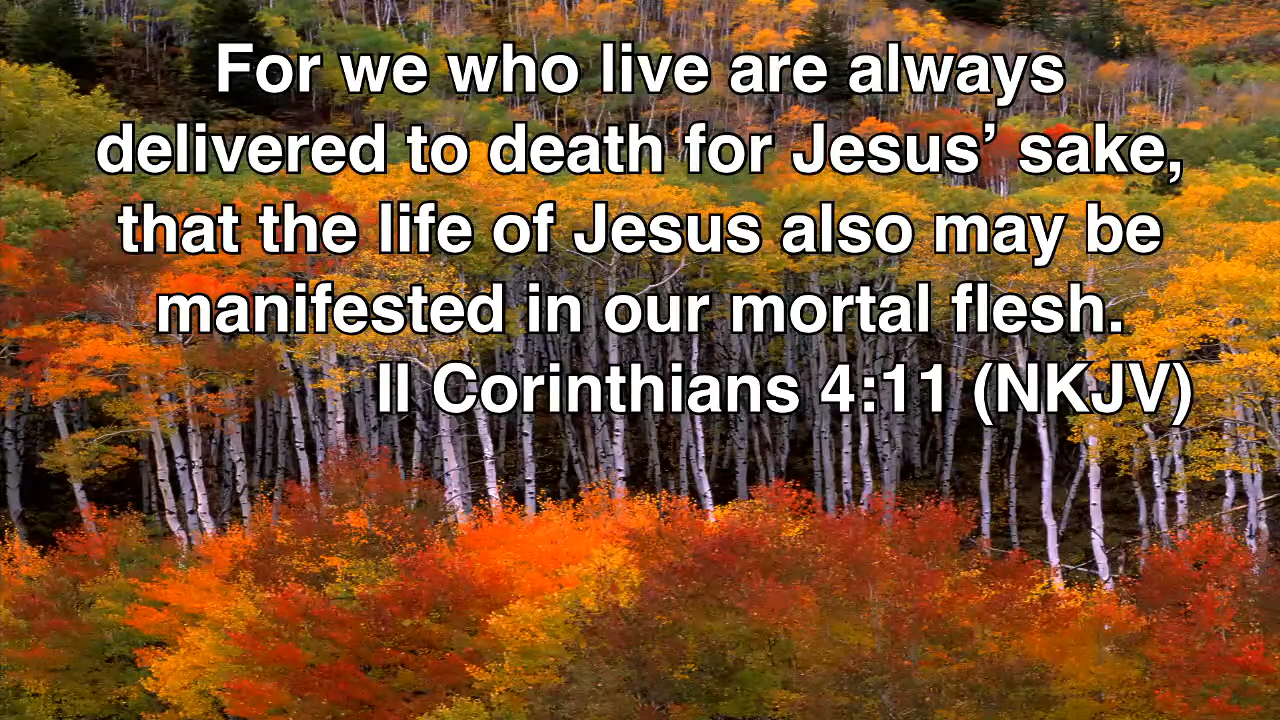 For we who live are always
delivered to death for Jesus’ sake,
that the life of Jesus also may be
manifested in our mortal flesh.
II Corinthians 4:11 (NKJV)